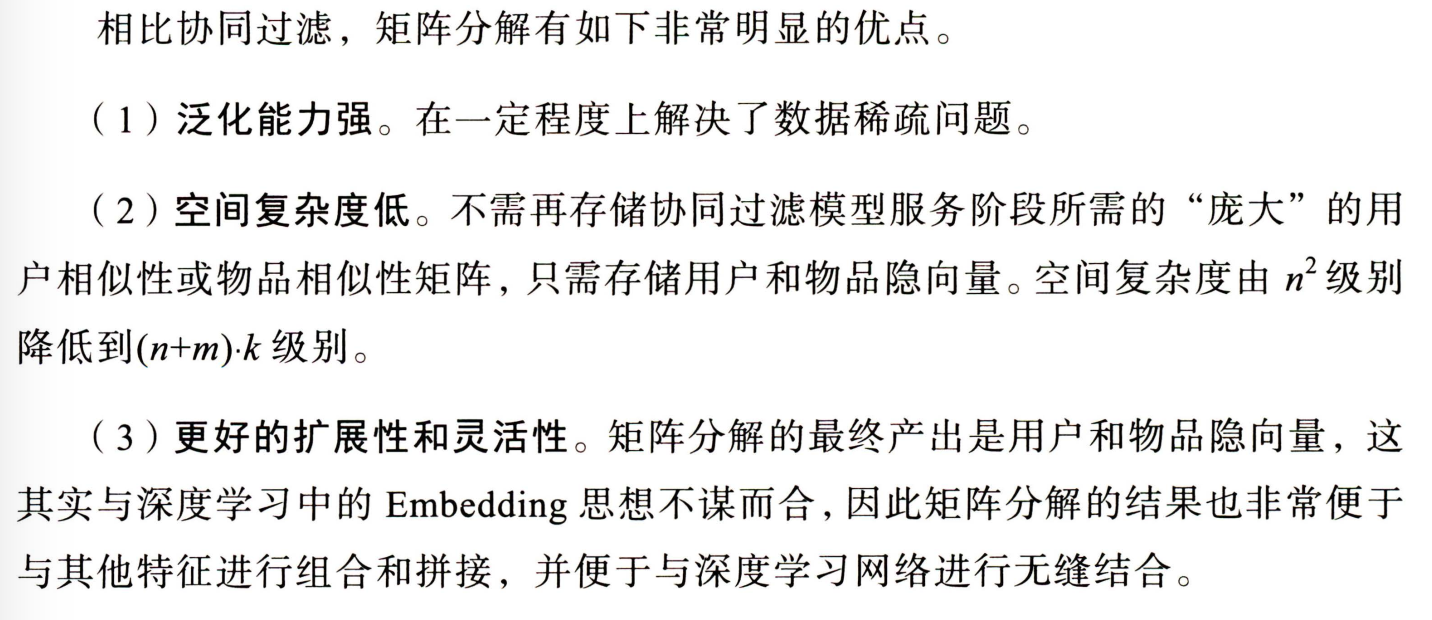 相比协同过滤，矩阵分解有如下非常明显的优点。
（1）泛化能力强。在一定程度上解决了数据稀疏问题。
（2）空间复杂度低。不需再存储协同过滤模型服务阶段所需的“庞大”的用
户相似性或物品相似性矩阵，只需存储用户和物品隐向量。空间复杂度由 n² 级别
降低到(n+m)·k 级别。
（3）更好的扩展性和灵活性。矩阵分解的最终产出是用户和物品隐向量，这
其实与深度学习中的 Embedding 思想不谋而合，因此矩阵分解的结果也非常便于
与其他特征进行组合和拼接，并便于与深度学习网络进行无缝结合。